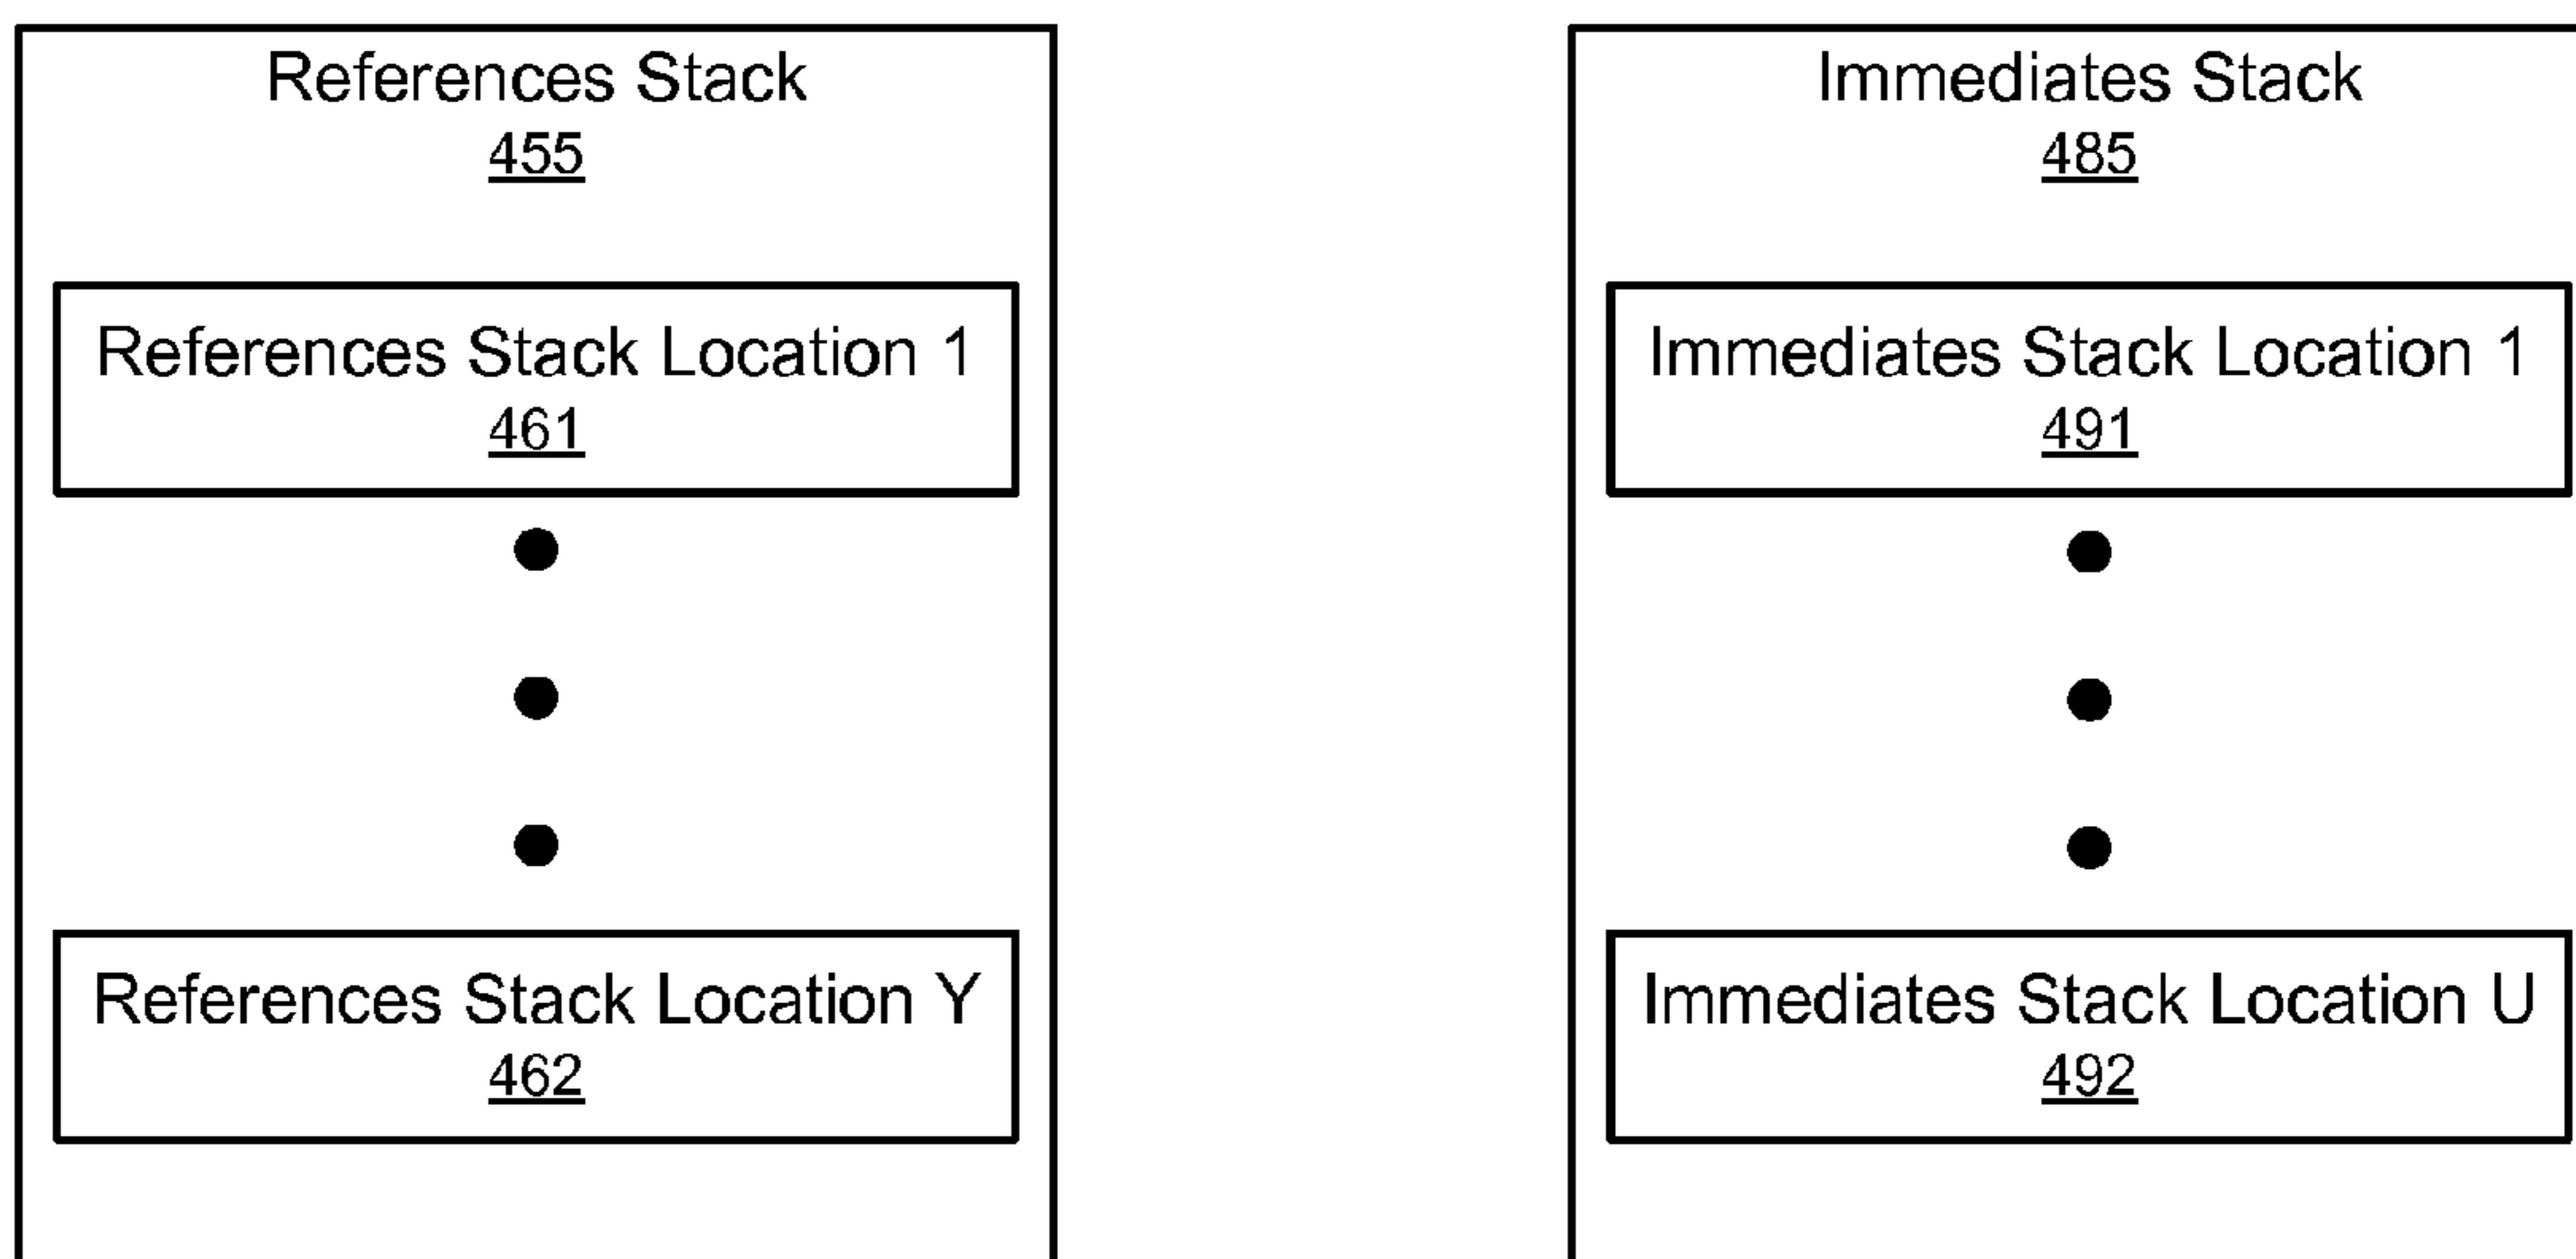 References Stack
455
References Stack Location 1
461
References Stack Location Y
462
Immediates Stack
485
Immediates Stack Location 1
491
Immediates Stack Location U
492